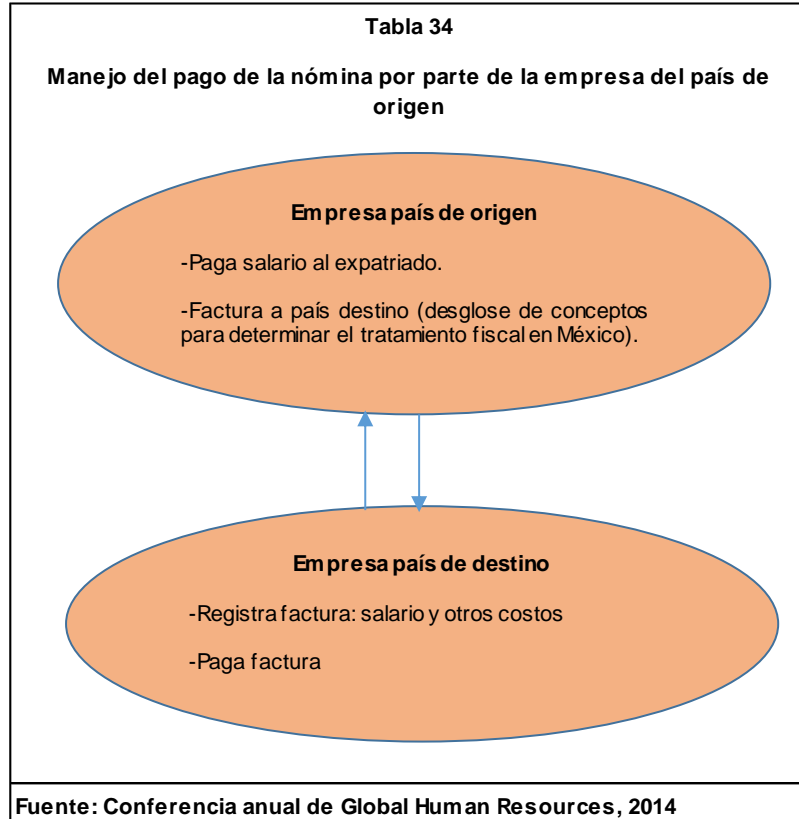 Tabla 34
Manejo del pago de la nómina por parte de la empresa del país de
origen
Empresa país de origen
-Paga salario al expatriado.
-Factura a país destino (desglose de conceptos
para determinar el tratamiento fiscal en México).
Empresa país de destino
-Registra factura: salario y otros costos
-Paga factura
Fuente: Conferencia anual de Global Human Resources, 2014